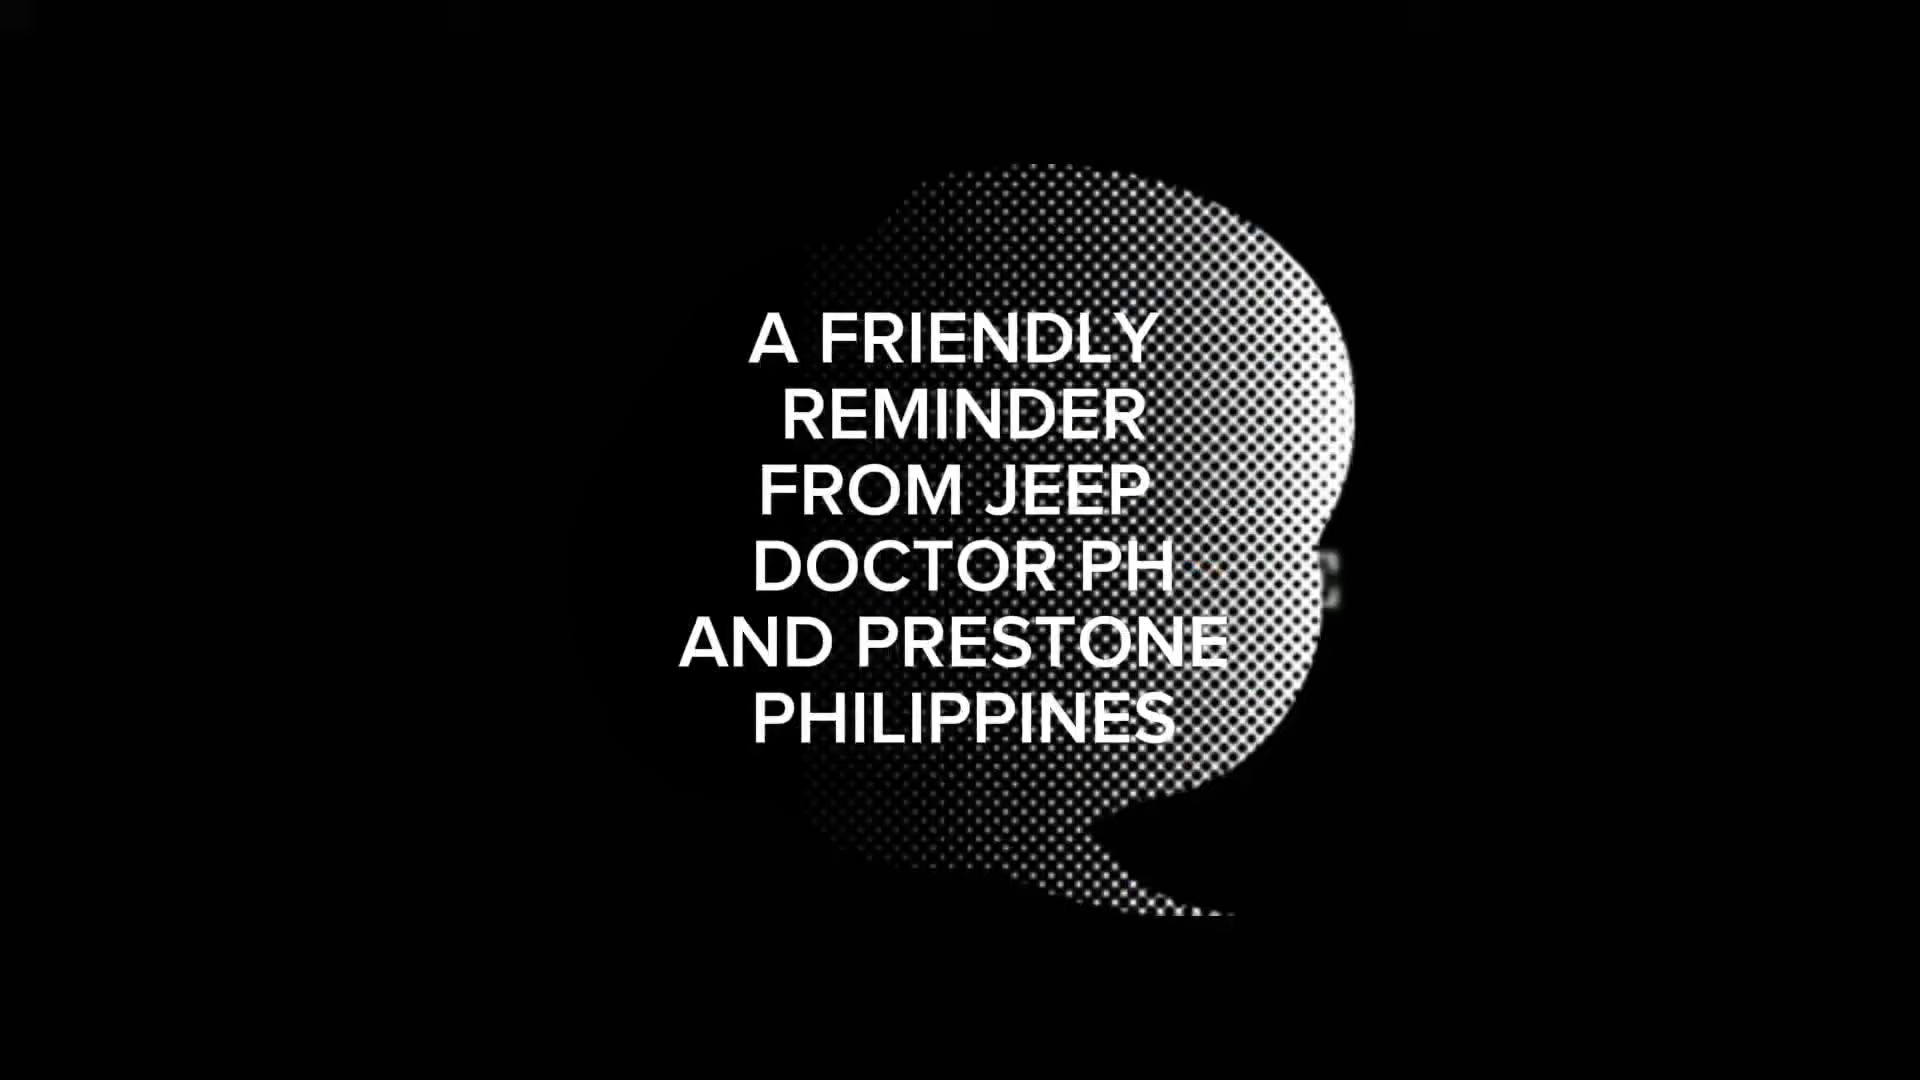 A FRIENDLY
REMINDER
FROM JEEP
DOCTOR PH
AND PRESTONE
PHILIPPINES